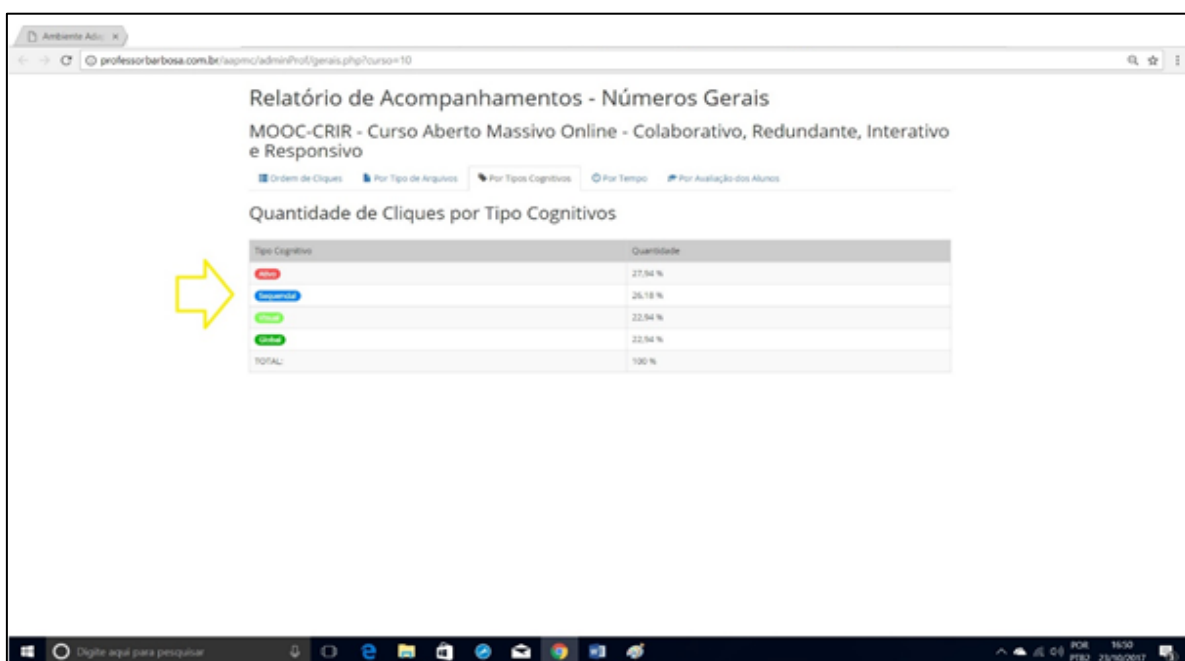 Ambiente Ada
professorbarbosa.com.br/aapmc/adminProf/gerais.php?curso=10
Relatório de Acompanhamentos - Números Gerais
MOOC-CRIR - Curso Aberto Massivo Online - Colaborativo, Redundante, Interativo
e Responsivo
Ordem de Cliques Por Tipo de Arquivos Por Tipos Cognitivos Por Tempo Por Avaliação dos Alunos
Quantidade de Cliques por Tipo Cognitivos
Tipo Cognitivo Quantidade
Ativo 27,94 %
Sequencial 26,18 %
Visual 22,94 %
Global 22,94 %
TOTAL: 100 %
Digite aqui para pesquisar
POR 16:50
PTB2 23/10/2017